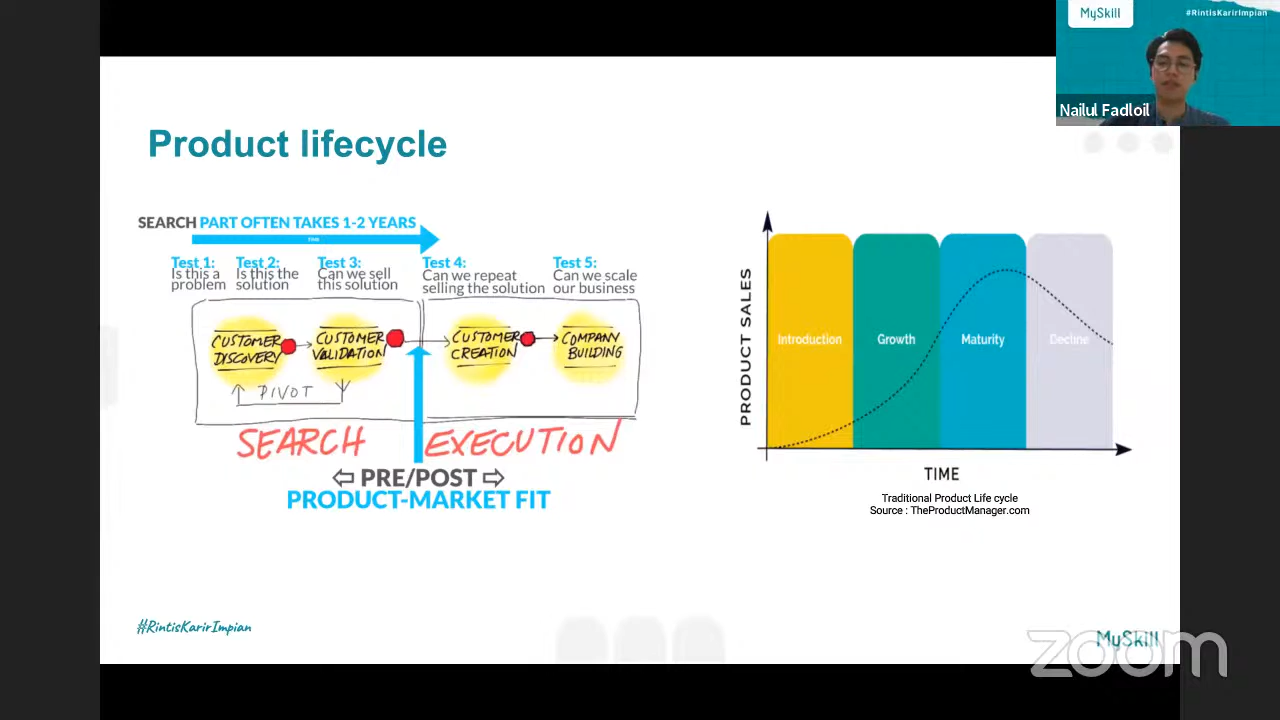 MySkill
#RintisKarirImpian
Nailul Fadloil
Product lifecycle
SEARCH PART OFTEN TAKES 1-2 YEARS
Test 1:
Is this a
problem
Test 2:
Is this the
solution
Test 3:
Can we sell
this solution
Test 4:
Can we repeat
selling the solution
Test 5:
Can we scale
our business
CUSTOMER
DISCOVERY
CUSTOMER
VALIDATION
CUSTOMER
CREATION
COMPANY
BUILDING
PIVOT
SEARCH
EXECUTION
PRE/POST
PRODUCT-MARKET FIT
PRODUCT SALES
Introduction
Growth
Maturity
Decline
TIME
Traditional Product Life cycle
Source : TheProductManager.com
#RintisKarirImpian
MySkill
zoom